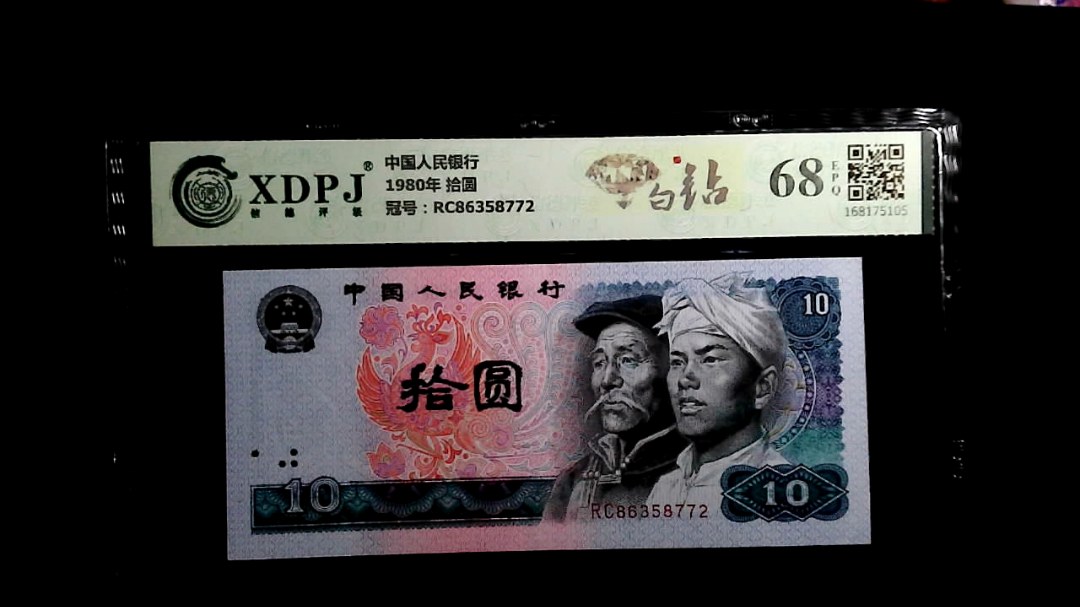 XDPJ®
中国人民银行
1980年 拾圆
冠号：RC86358772
白钻
68
EPQ
168175105
中国人民银行
10
拾圆
10
RC86358772
10